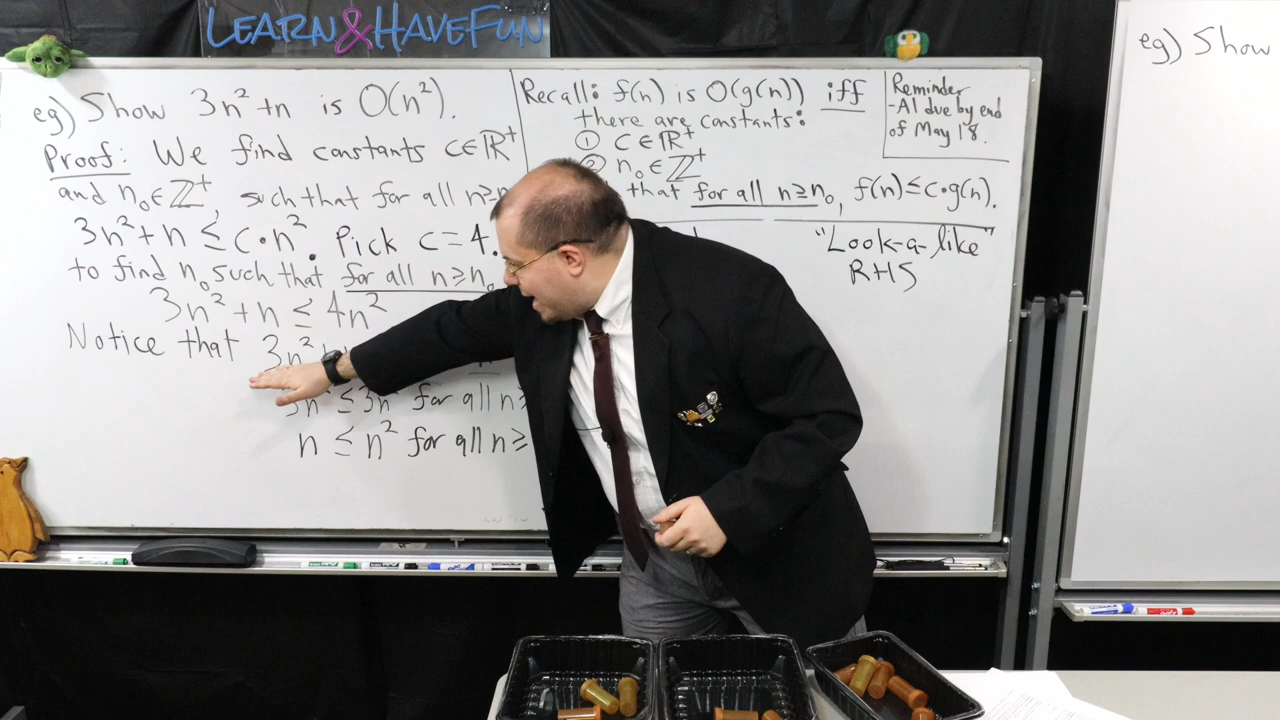 LEARN&HAVEFUN
eg) Show 3n²+n is O(n²).
Proof: We find constants c∈ℝ⁺
and n₀∈ℤ⁺, such that for all n≥n
3n²+n ≤ c·n². Pick c=4.
to find n₀ such that for all n≥n₀
3n²+n ≤ 4n²
Notice that 3n²
3n ≤3n² for all n≥
n ≤ n² for all n≥
Recall: f(n) is O(g(n)) iff
there are constants:
① c∈ℝ⁺
② n₀∈ℤ⁺
that for all n≥n₀, f(n)≤c·g(n).
"Look-a-like"
RHS
Reminder
-A1 due by end
of May 18.
eg) Show